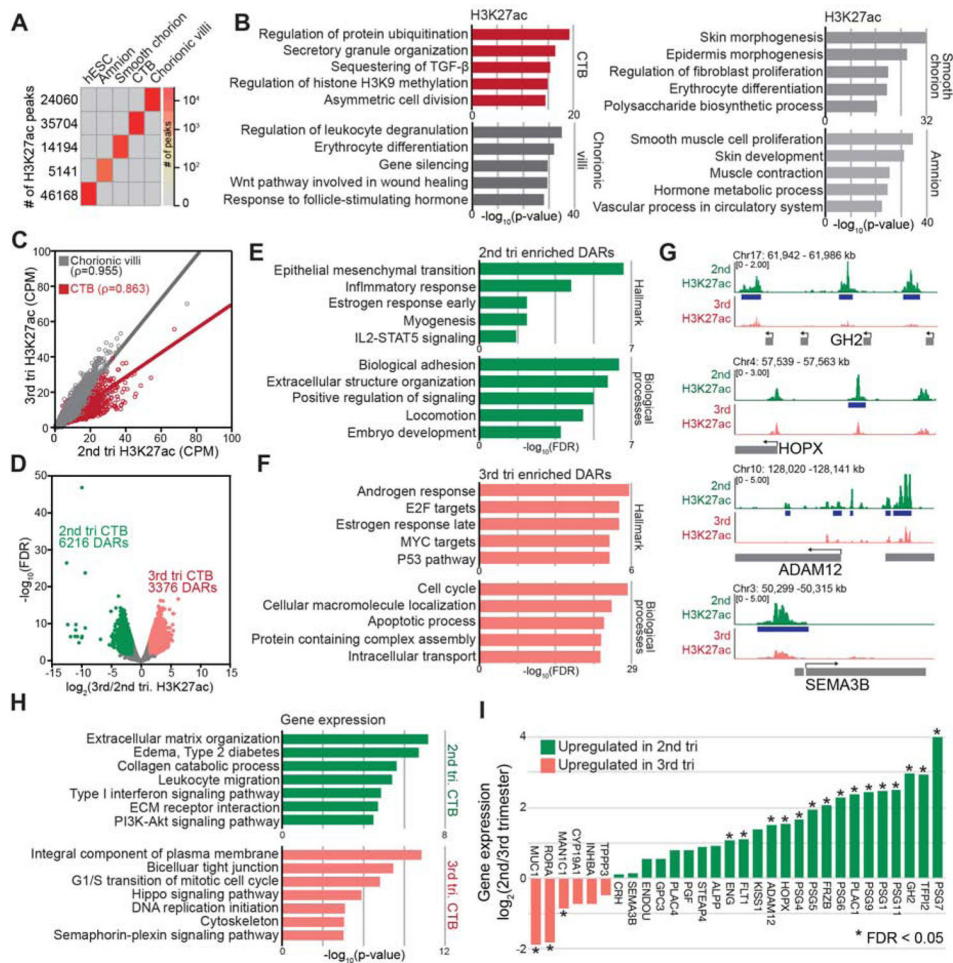 A
hESC
Amnion
Smooth chorion
CTB
Chorionic villi
# of H3K27ac peaks
24060
35704
14194
5141
46168
10⁴
10³
10²
0
# of peaks
B
H3K27ac
Regulation of protein ubiquitination
Secretory granule organization
Sequestering of TGF-β
Regulation of histone H3K9 methylation
Asymmetric cell division
0
20
CTB
Regulation of leukocyte degranulation
Erythrocyte differentiation
Gene silencing
Wnt pathway involved in wound healing
Response to follicle-stimulating hormone
0
-log₁₀(p-value)
40
Chorionic villi
H3K27ac
Skin morphogenesis
Epidermis morphogenesis
Regulation of fibroblast proliferation
Erythrocyte differentiation
Polysaccharide biosynthetic process
0
32
Smooth chorion
Smooth muscle cell proliferation
Skin development
Muscle contraction
Hormone metabolic process
Vascular process in circulatory system
0
-log₁₀(p-value)
40
Amnion
C
3rd tri H3K27ac (CPM)
100
80
60
40
20
0
Chorionic villi
(ρ=0.955)
CTB (ρ=0.863)
0 20 40 60 80 100
2nd tri H3K27ac (CPM)
D
-log₁₀(FDR)
50
40
30
20
10
0
2nd tri CTB
6216 DARs
3rd tri CTB
3376 DARs
-15 -10 -5 0 5 10 15
log₂(3rd/2nd tri. H3K27ac)
E
2nd tri enriched DARs
Epithelial mesenchymal transition
Inflmmatory response
Estrogen response early
Myogenesis
IL2-STAT5 signaling
0
7
Hallmark
Biological adhesion
Extracellular structure organization
Positive regulation of signaling
Locomotion
Embryo development
0
-log₁₀(FDR)
7
Biological processes
F
3rd tri enriched DARs
Androgen response
E2F targets
Estrogen response late
MYC targets
P53 pathway
0
6
Hallmark
Cell cycle
Cellular macromolecule localization
Apoptotic process
Protein containing complex assembly
Intracellular transport
0
-log₁₀(FDR)
29
Biological processes
G
Chr17: 61,942 - 61,986 kb
[0 - 2.00]
2nd
H3K27ac
3rd
H3K27ac
GH2
Chr4: 57,539 - 57,563 kb
[0 - 3.00]
2nd
H3K27ac
3rd
H3K27ac
HOPX
Chr10: 128,020 -128,141 kb
[0 - 5.00]
2nd
H3K27ac
3rd
H3K27ac
ADAM12
Chr3: 50,299 -50,315 kb
[0 - 5.00]
2nd
H3K27ac
3rd
H3K27ac
SEMA3B
H
Gene expression
Extracellular matrix organization
Edema, Type 2 diabetes
Collagen catabolic process
Leukocyte migration
Type I interferon signaling pathway
ECM receptor interaction
PI3K-Akt signaling pathway
0
8
2nd tri. CTB
Integral component of plasma membrane
Bicelluar tight junction
G1/S transition of mitotic cell cycle
Hippo signaling pathway
DNA replication initiation
Cytoskeleton
Semaphorin-plexin signaling pathway
0
-log₁₀(p-value)
12
3rd tri. CTB
I
Gene expression
log₂(2nd/3rd trimester)
4
2
0
-2
Upregulated in 2nd tri
Upregulated in 3rd tri
MUC1
RORA
MAN1C1
CYP19A1
INHBA
TPPP3
CRH
SEMA3B
ENDOU
GPC3
PLAC4
PGF
STEAP4
ALPP
ENG
FLT1
KISS1
ADAM12
HOPX
PSG4
PSG5
FRZB
PSG6
PLAC1
PSG9
PSG1
PSG11
GH2
TFPI2
PSG7
* FDR < 0.05